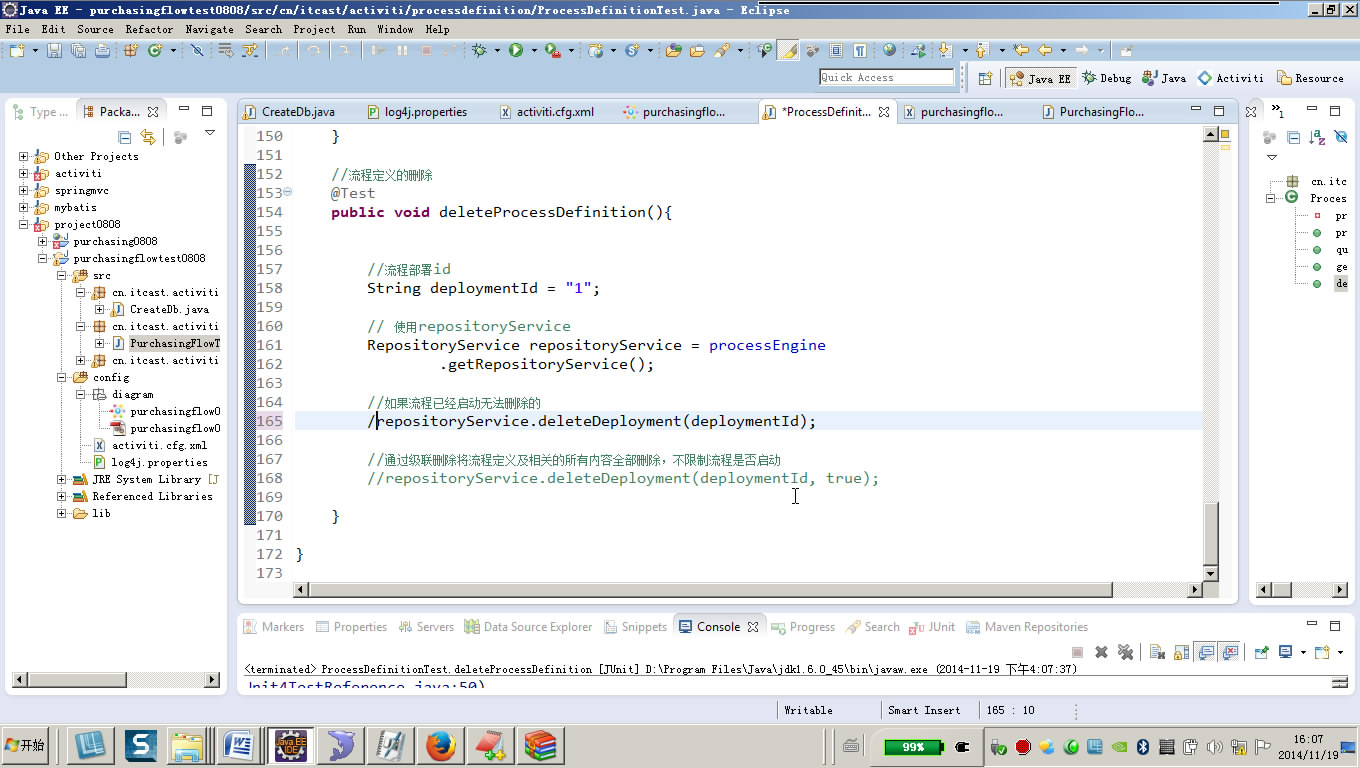 Java EE - purchasingflowtest0808/src/cn/itcast/activiti/processdefinition/ProcessDefinitionTest.java - Eclipse
File Edit Source Refactor Navigate Search Project Run Window Help
Quick Access
Java EE Debug Java Activiti Resource
Type ... Packa...
CreateDb.java log4j.properties activiti.cfg.xml purchasingflo... *ProcessDefinit... purchasingflo... PurchasingFlo...
Other Projects
activiti
springmvc
mybatis
project0808
purchasing0808
purchasingflowtest0808
src
cn.itcast.activiti
CreateDb.java
cn.itcast.activiti
PurchasingFlowT
cn.itcast.activiti
config
diagram
purchasingflow0
purchasingflow0
activiti.cfg.xml
log4j.properties
JRE System Library [J
Referenced Libraries
lib
150 }
151
152 //流程定义的删除
153 @Test
154 public void deleteProcessDefinition(){
155
156
157 //流程部署id
158 String deploymentId = "1";
159
160 // 使用repositoryService
161 RepositoryService repositoryService = processEngine
162 .getRepositoryService();
163
164 //如果流程已经启动无法删除的
165 /repositoryService.deleteDeployment(deploymentId);
166
167 //通过级联删除将流程定义及相关的所有内容全部删除，不限制流程是否启动
168 //repositoryService.deleteDeployment(deploymentId, true);
169
170 }
171
172 }
173
cn.itc
Proces
pr
pr
qu
ge
de
Markers Properties Servers Data Source Explorer Snippets Console Progress Search JUnit Maven Repositories
<terminated> ProcessDefinitionTest.deleteProcessDefinition [JUnit] D:\Program Files\Java\jdk1.6.0_45\bin\javaw.exe (2014-11-19 下午4:07:37)
Unit4TestReference.java:50)
Writable Smart Insert 165 : 10
开始
99%
16:07
2014/11/19